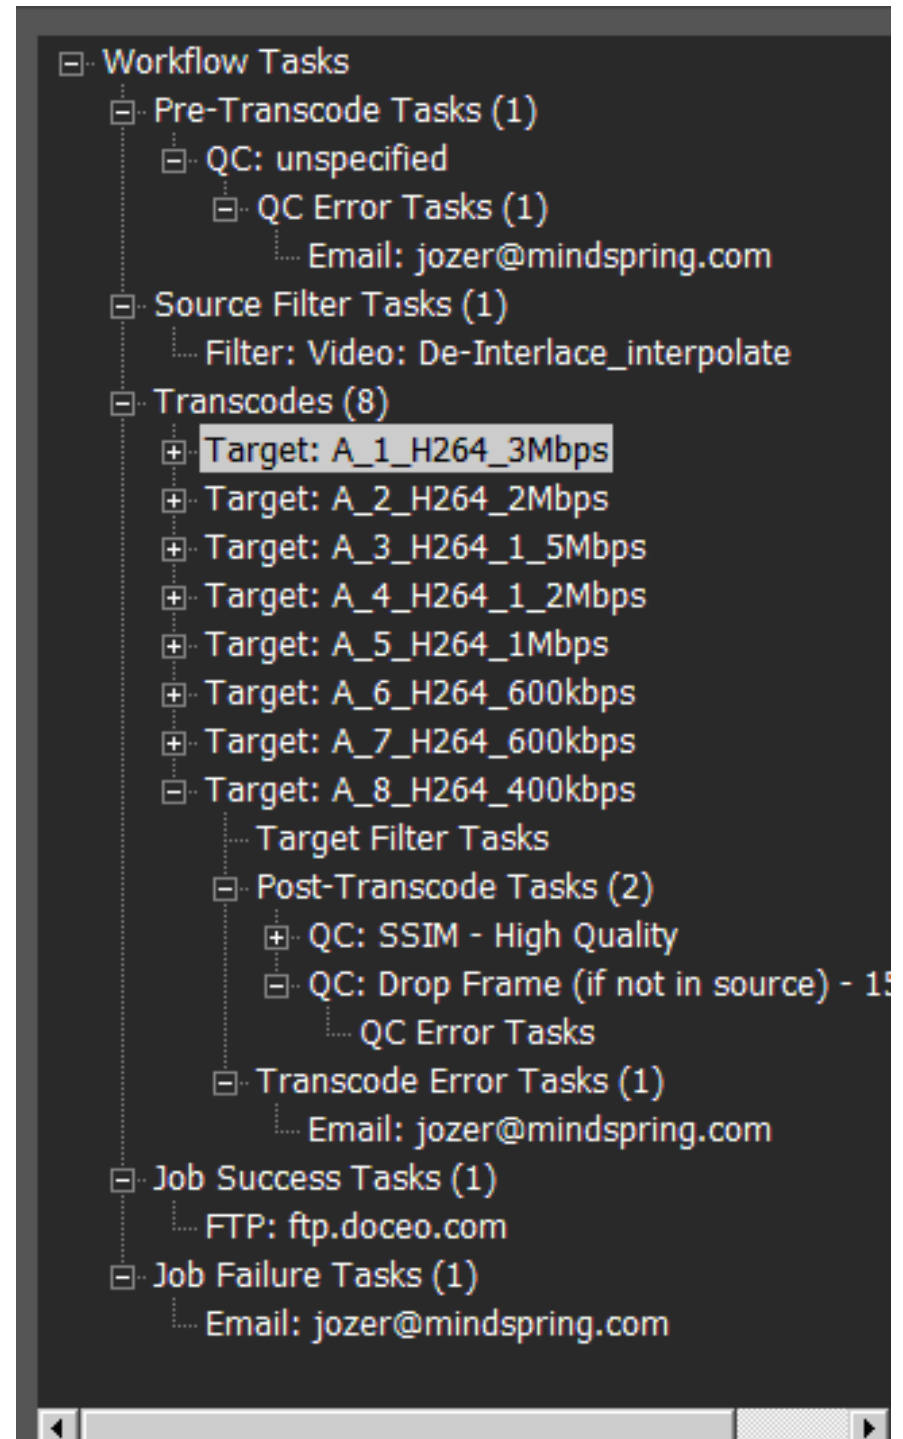 Workflow Tasks
Pre-Transcode Tasks (1)
QC: unspecified
QC Error Tasks (1)
Email: jozer@mindspring.com
Source Filter Tasks (1)
Filter: Video: De-Interlace_interpolate
Transcodes (8)
Target: A_1_H264_3Mbps
Target: A_2_H264_2Mbps
Target: A_3_H264_1_5Mbps
Target: A_4_H264_1_2Mbps
Target: A_5_H264_1Mbps
Target: A_6_H264_600kbps
Target: A_7_H264_600kbps
Target: A_8_H264_400kbps
Target Filter Tasks
Post-Transcode Tasks (2)
QC: SSIM - High Quality
QC: Drop Frame (if not in source) - 15
QC Error Tasks
Transcode Error Tasks (1)
Email: jozer@mindspring.com
Job Success Tasks (1)
FTP: ftp.doceo.com
Job Failure Tasks (1)
Email: jozer@mindspring.com